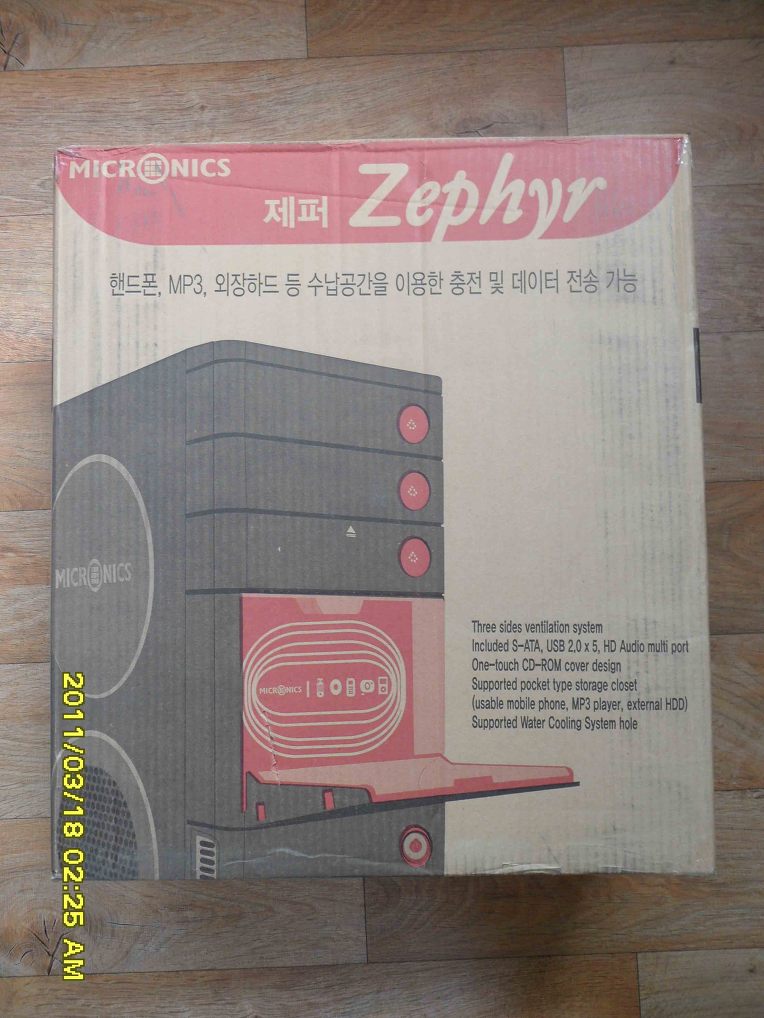 MICRONICS
제퍼 Zephyr
핸드폰, MP3, 외장하드 등 수납공간을 이용한 충전 및 데이터 전송 가능
MICRONICS
MICRONICS
Three sides ventilation system
Included S-ATA, USB 2.0 x 5, HD Audio multi port
One-touch CD-ROM cover design
Supported pocket type storage closet
(usable mobile phone, MP3 player, external HDD)
Supported Water Cooling System hole
2011/03/18 02:25 AM